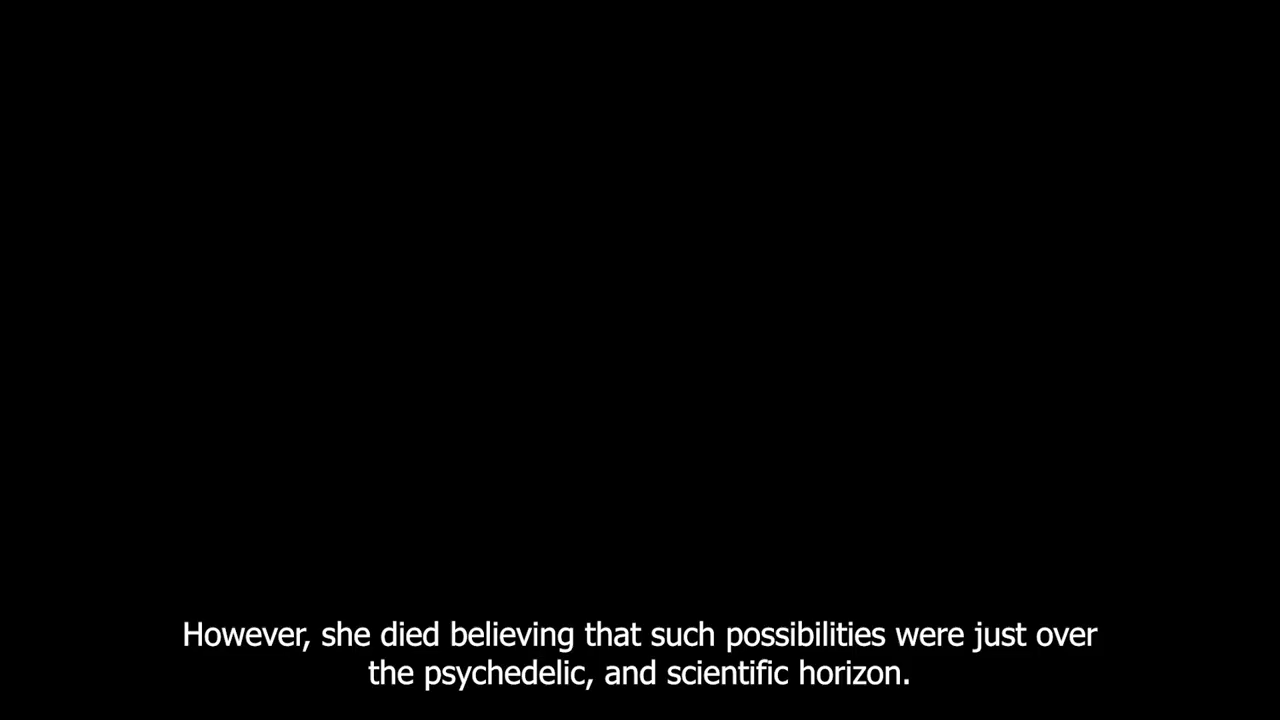 However, she died believing that such possibilities were just over
the psychedelic, and scientific horizon.